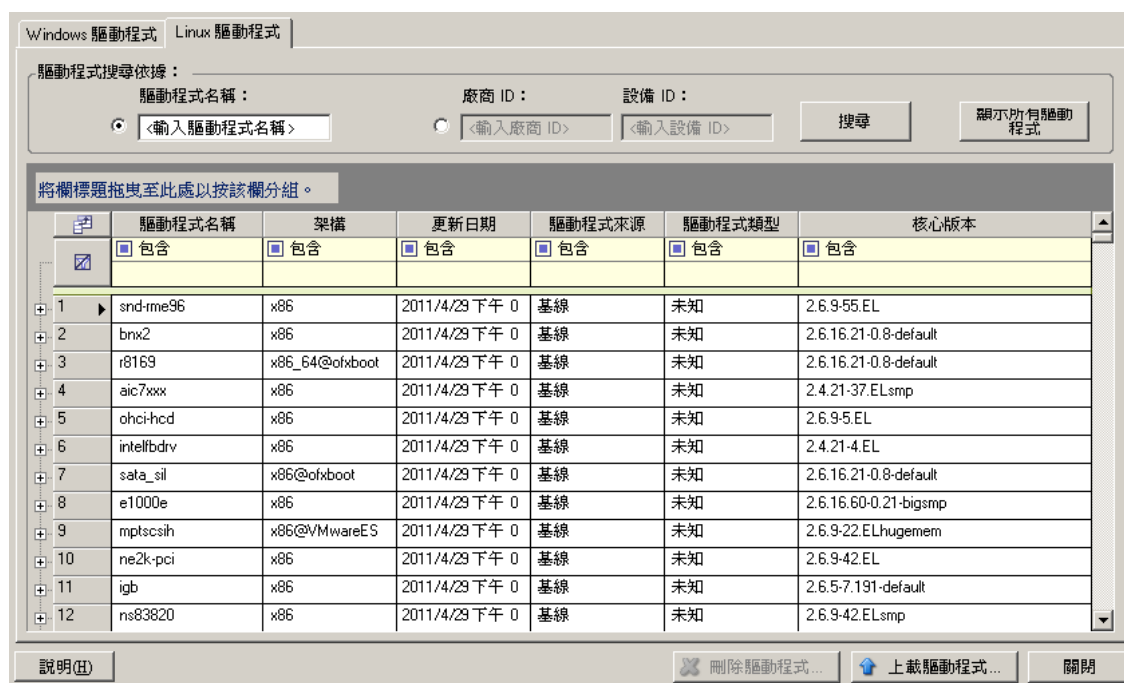 Windows 驅動程式 Linux 驅動程式
驅動程式搜尋依據：
驅動程式名稱： 廠商 ID： 設備 ID：
<輸入驅動程式名稱> <輸入廠商 ID> <輸入設備 ID> 搜尋 顯示所有驅動
程式
將欄標題拖曳至此處以按該欄分組。
驅動程式名稱 架構 更新日期 驅動程式來源 驅動程式類型 核心版本
包含 包含 包含 包含 包含 包含
1 snd-rme96 x86 2011/4/29 下午 0 基線 未知 2.6.9-55.EL
2 bnx2 x86 2011/4/29 下午 0 基線 未知 2.6.16.21-0.8-default
3 r8169 x86_64@ofxboot 2011/4/29 下午 0 基線 未知 2.6.16.21-0.8-default
4 aic7xxx x86 2011/4/29 下午 0 基線 未知 2.4.21-37.ELsmp
5 ohci-hcd x86 2011/4/29 下午 0 基線 未知 2.6.9-5.EL
6 intelfbdrv x86 2011/4/29 下午 0 基線 未知 2.4.21-4.EL
7 sata_sil x86@ofxboot 2011/4/29 下午 0 基線 未知 2.6.16.21-0.8-default
8 e1000e x86 2011/4/29 下午 0 基線 未知 2.6.16.60-0.21-bigsmp
9 mptscsih x86@VMwareES 2011/4/29 下午 0 基線 未知 2.6.9-22.ELhugemem
10 ne2k-pci x86 2011/4/29 下午 0 基線 未知 2.6.9-42.EL
11 igb x86 2011/4/29 下午 0 基線 未知 2.6.5-7.191-default
12 ns83820 x86 2011/4/29 下午 0 基線 未知 2.6.9-42.ELsmp
說明(H) 刪除驅動程式... 上載驅動程式... 關閉